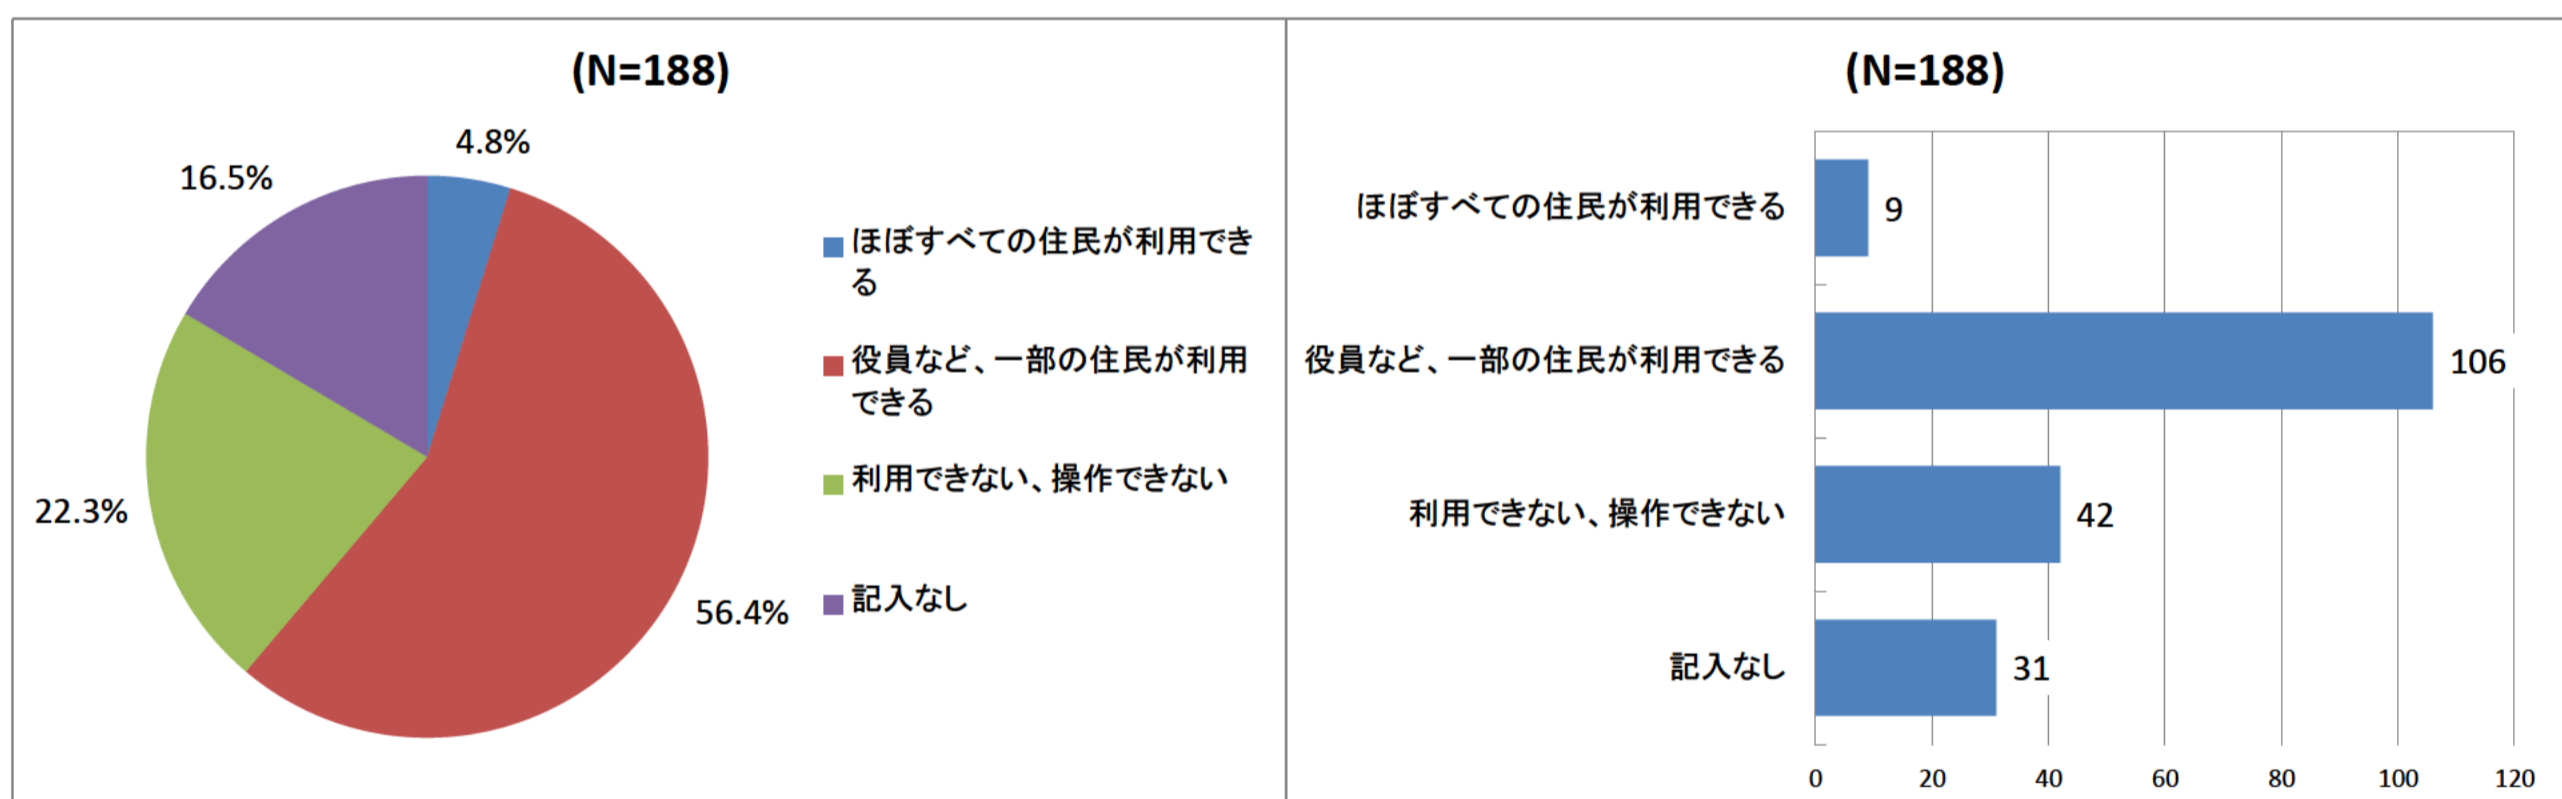 (N=188)
4.8%
16.5%
22.3%
56.4%
ほぼすべての住民が利用でき
る
役員など、一部の住民が利用
できる
利用できない、操作できない
記入なし
(N=188)
ほぼすべての住民が利用できる 9
役員など、一部の住民が利用できる 106
利用できない、操作できない 42
記入なし 31
0 20 40 60 80 100 120